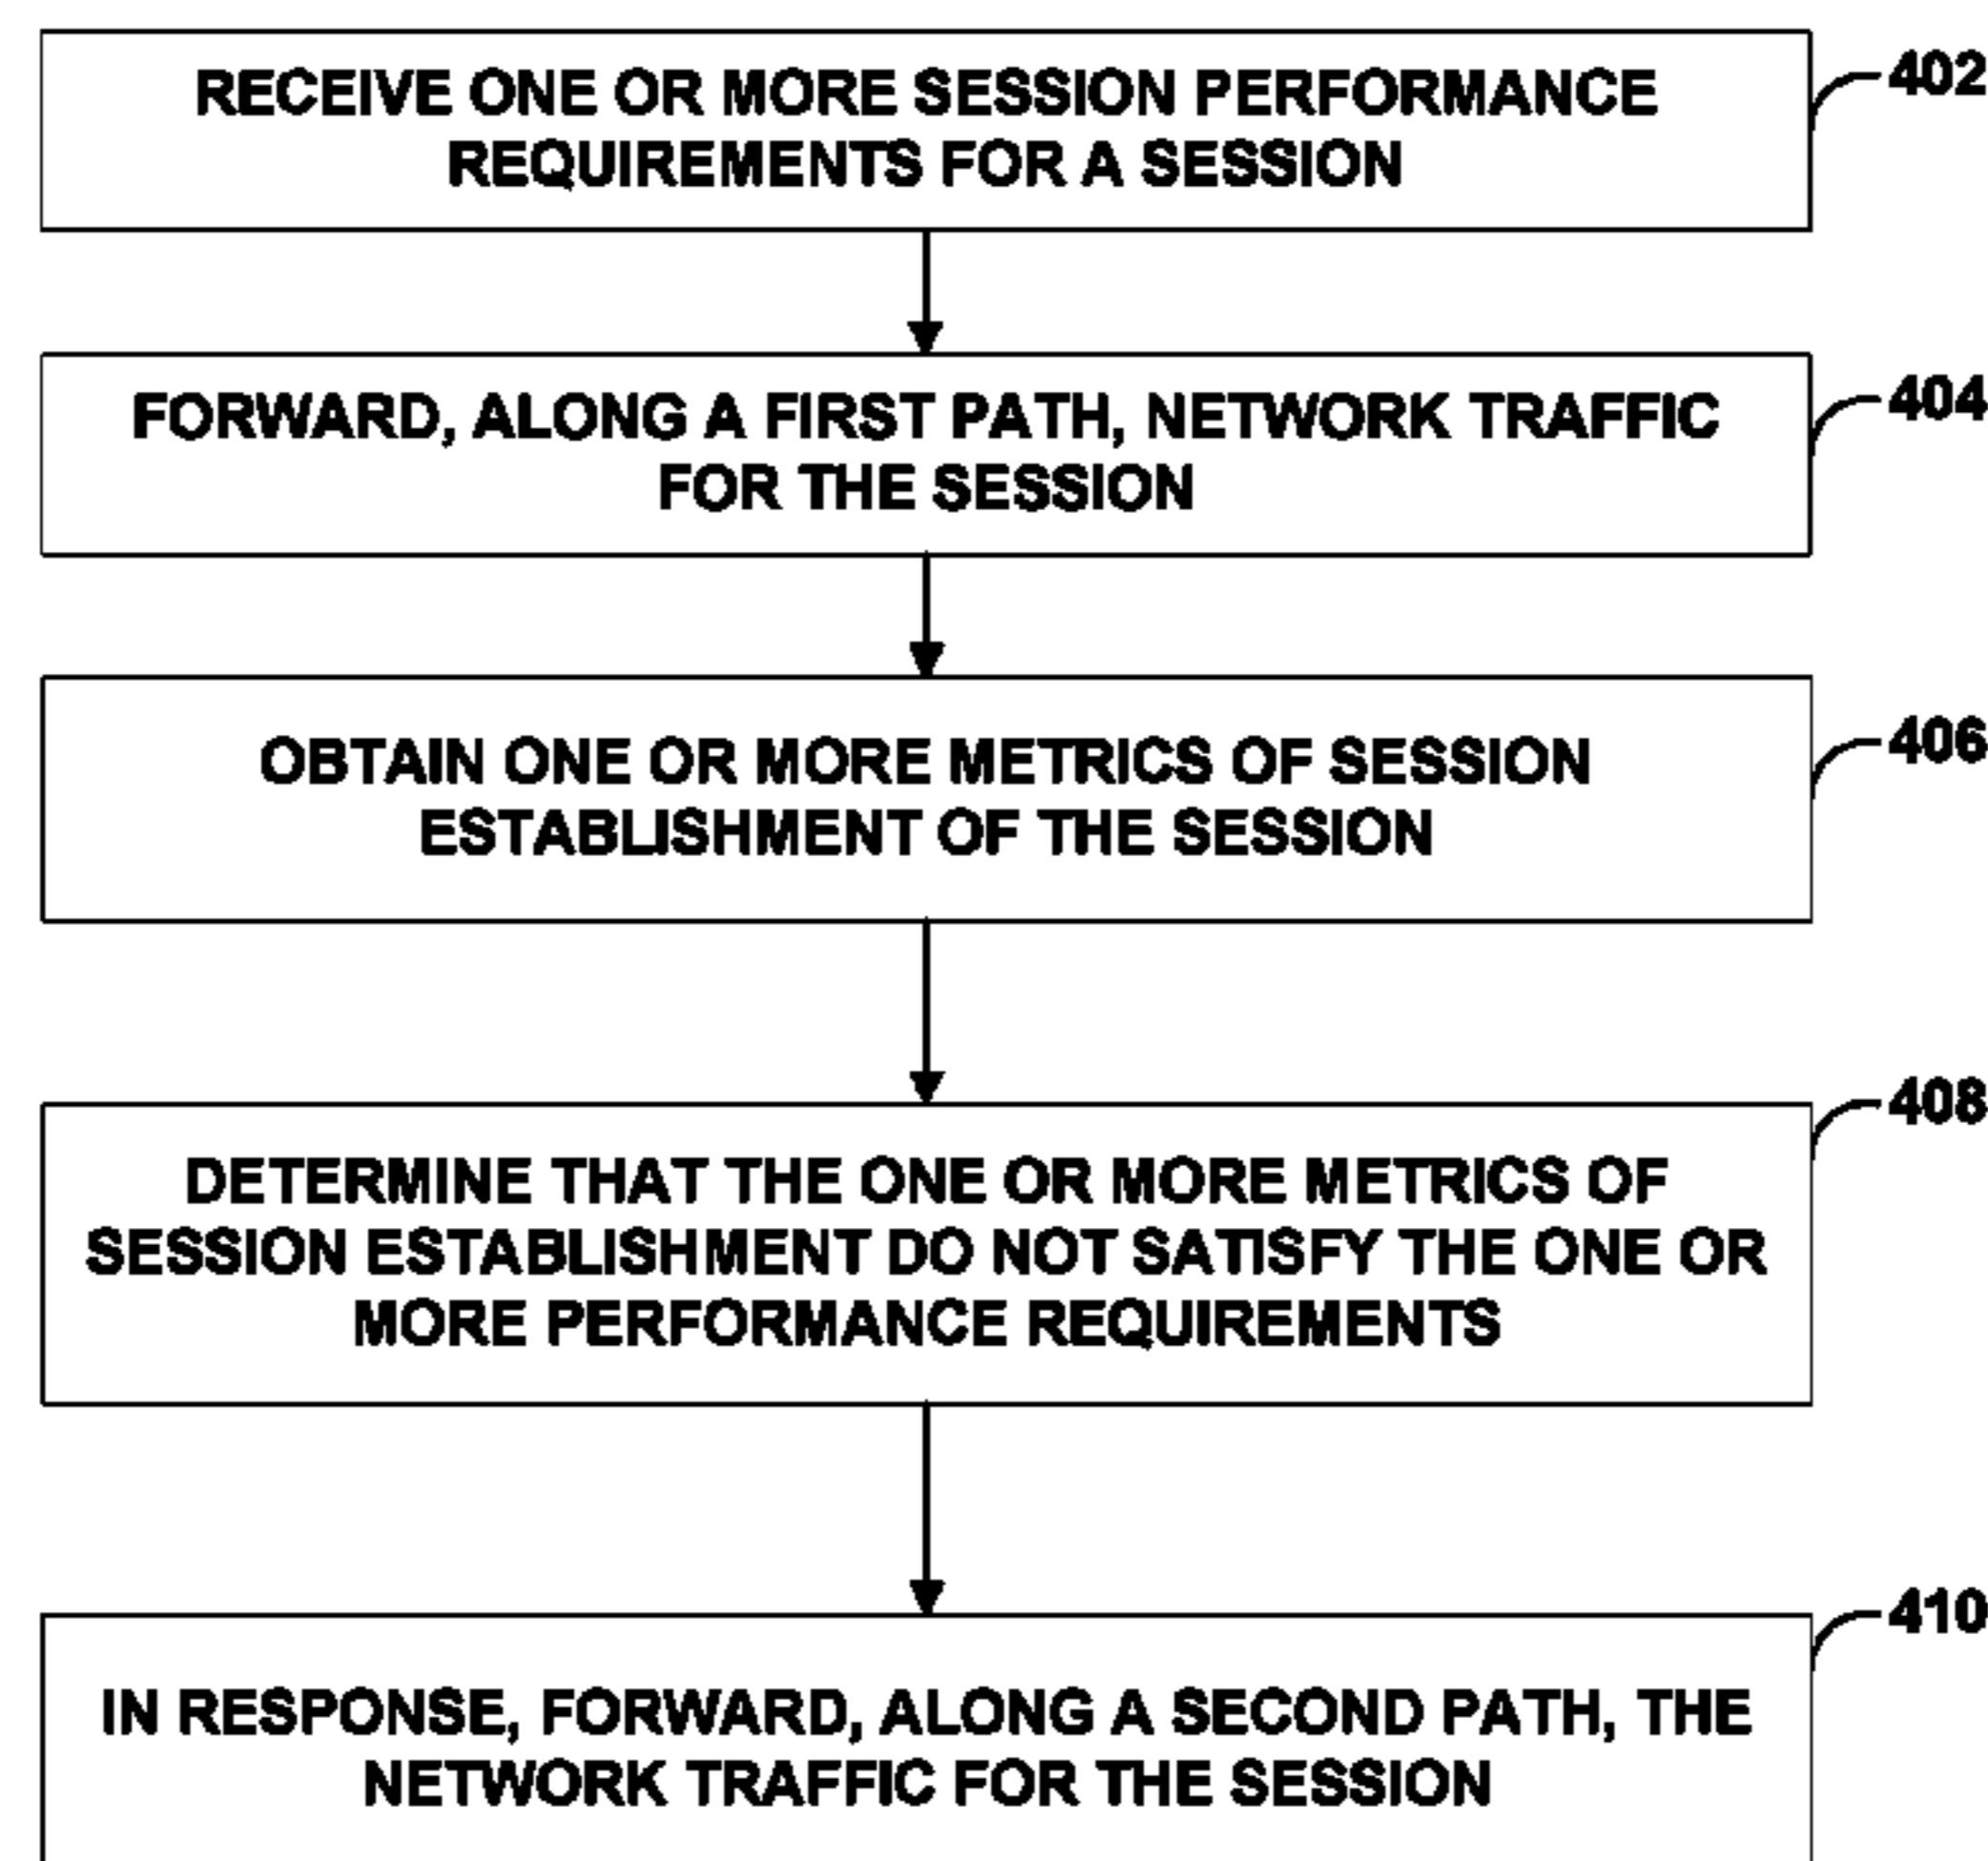 RECEIVE ONE OR MORE SESSION PERFORMANCE
REQUIREMENTS FOR A SESSION
402
FORWARD, ALONG A FIRST PATH, NETWORK TRAFFIC
FOR THE SESSION
404
OBTAIN ONE OR MORE METRICS OF SESSION
ESTABLISHMENT OF THE SESSION
406
DETERMINE THAT THE ONE OR MORE METRICS OF
SESSION ESTABLISHMENT DO NOT SATISFY THE ONE OR
MORE PERFORMANCE REQUIREMENTS
408
IN RESPONSE, FORWARD, ALONG A SECOND PATH, THE
NETWORK TRAFFIC FOR THE SESSION
410